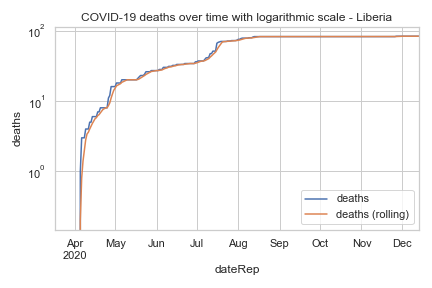 COVID-19 deaths over time with logarithmic scale - Liberia
deaths
10²
10¹
10⁰
deaths
deaths (rolling)
Apr May Jun Jul Aug Sep Oct Nov Dec
2020
dateRep